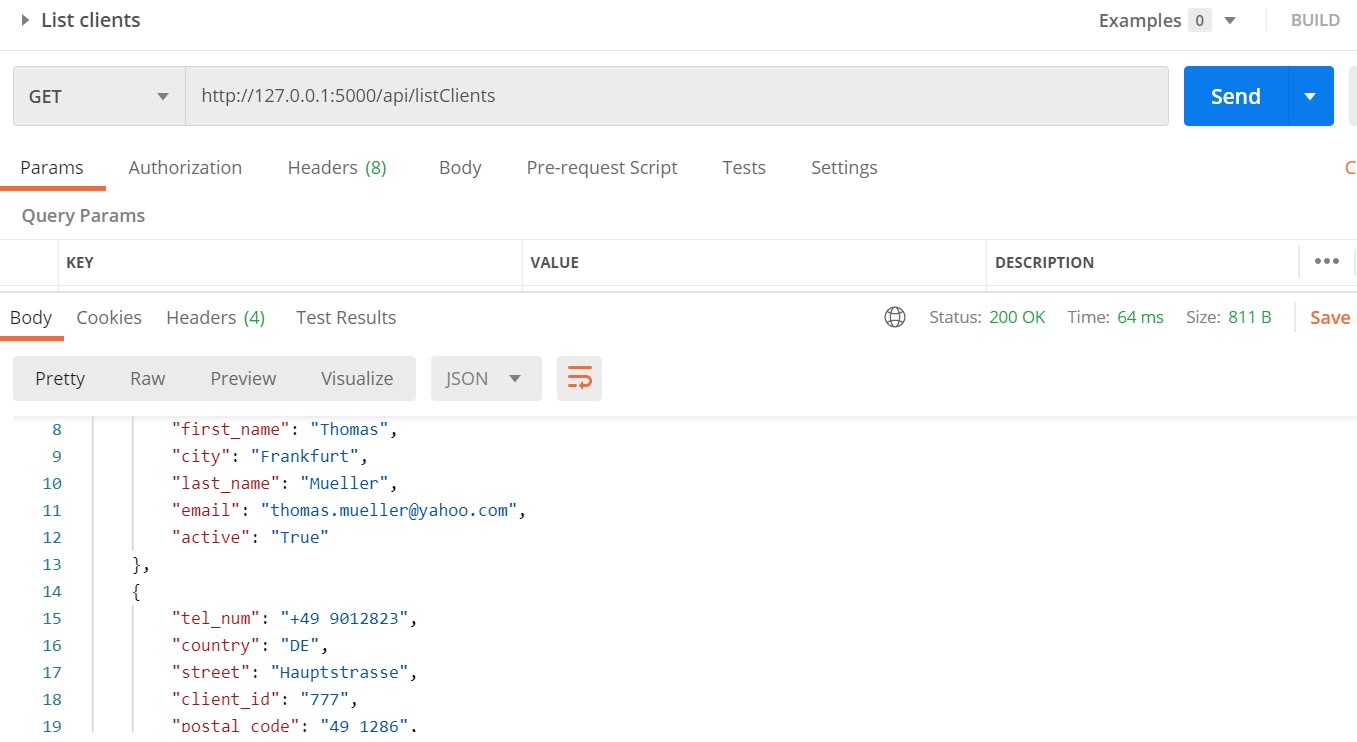 List clients Examples 0 BUILD
GET http://127.0.0.1:5000/api/listClients Send
Params Authorization Headers (8) Body Pre-request Script Tests Settings C
Query Params
KEY VALUE DESCRIPTION •••
Body Cookies Headers (4) Test Results Status: 200 OK Time: 64 ms Size: 811 B Save
Pretty Raw Preview Visualize JSON
8 "first_name": "Thomas",
9 "city": "Frankfurt",
10 "last_name": "Mueller",
11 "email": "thomas.mueller@yahoo.com",
12 "active": "True"
13 },
14 {
15 "tel_num": "+49 9012823",
16 "country": "DE",
17 "street": "Hauptstrasse",
18 "client_id": "777",
19 "postal_code": "49 1286",